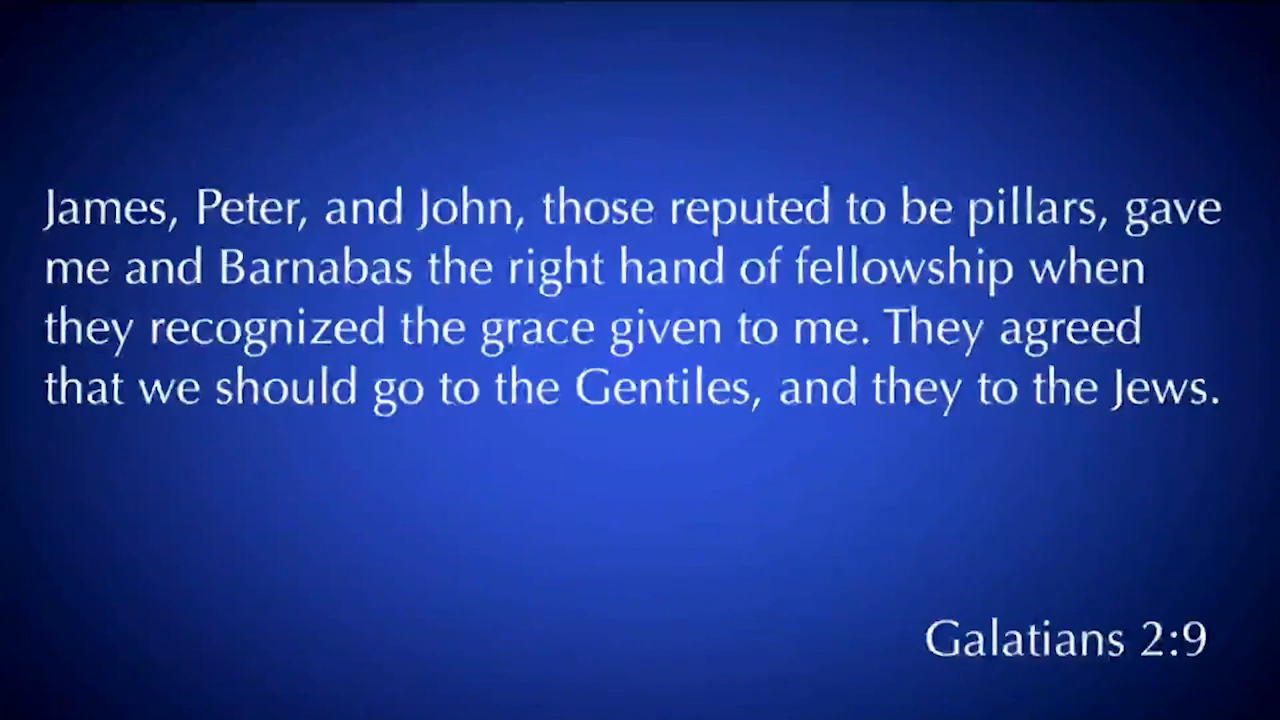 James, Peter, and John, those reputed to be pillars, gave
me and Barnabas the right hand of fellowship when
they recognized the grace given to me. They agreed
that we should go to the Gentiles, and they to the Jews.
Galatians 2:9